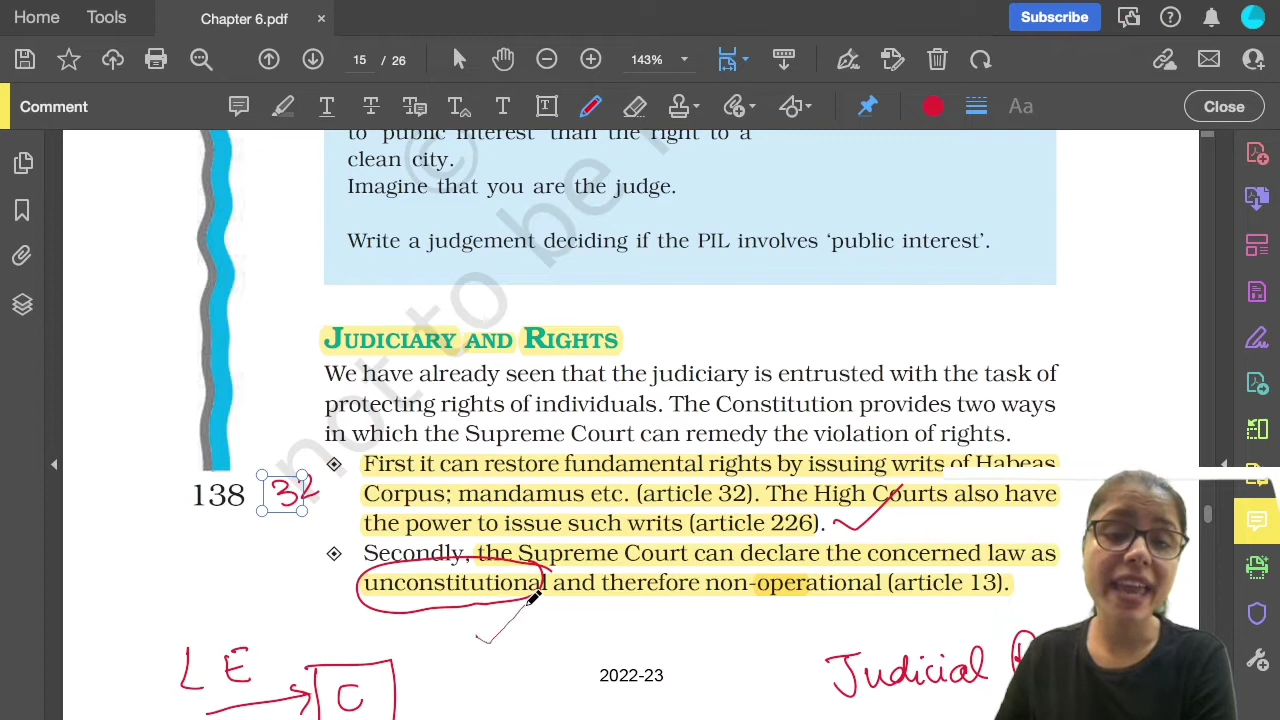 Home Tools Chapter 6.pdf × Subscribe
15 / 26 143%
Comment Aa Close
to ‘public interest’ than the right to a
clean city.
Imagine that you are the judge.
Write a judgement deciding if the PIL involves ‘public interest’.
©
not to be r
JUDICIARY AND RIGHTS
We have already seen that the judiciary is entrusted with the task of
protecting rights of individuals. The Constitution provides two ways
in which the Supreme Court can remedy the violation of rights.
First it can restore fundamental rights by issuing writs of Habeas
138 32 Corpus; mandamus etc. (article 32). The High Courts also have
the power to issue such writs (article 226).
Secondly, the Supreme Court can declare the concerned law as
unconstitutional and therefore non-operational (article 13).
L E
C
2022-23
Judicial